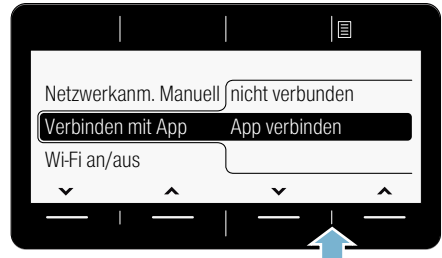 Netzwerkanm. Manuell nicht verbunden
Verbinden mit App App verbinden
Wi-Fi an/aus